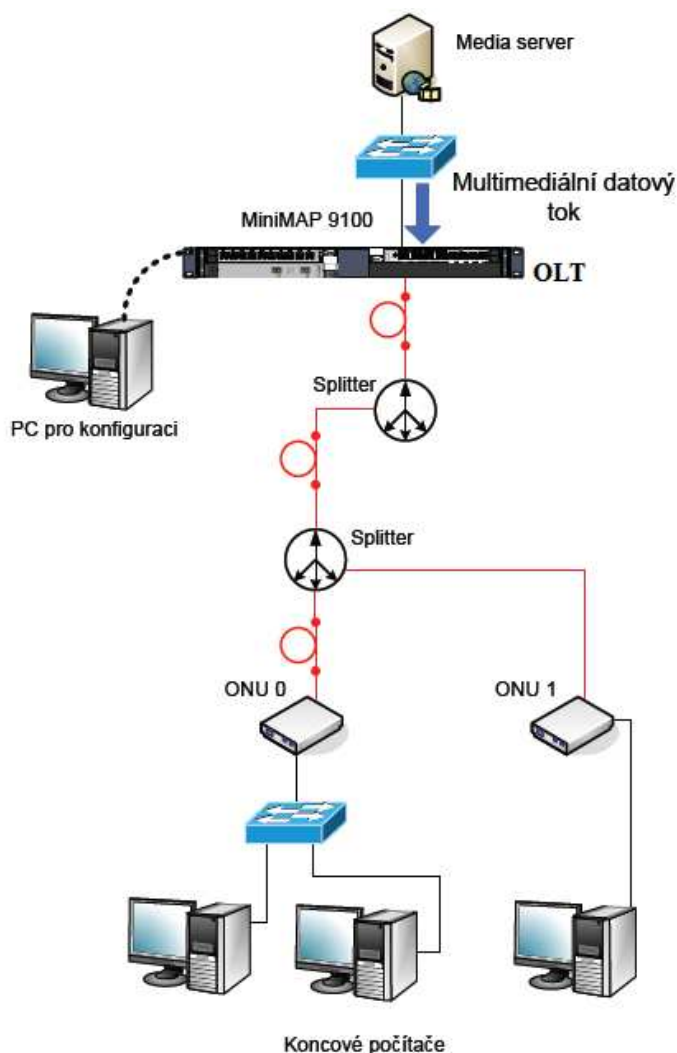 Media server
Multimediální datový
tok
MiniMAP 9100
OLT
Splitter
PC pro konfiguraci
Splitter
ONU 0
ONU 1
Koncové počítače